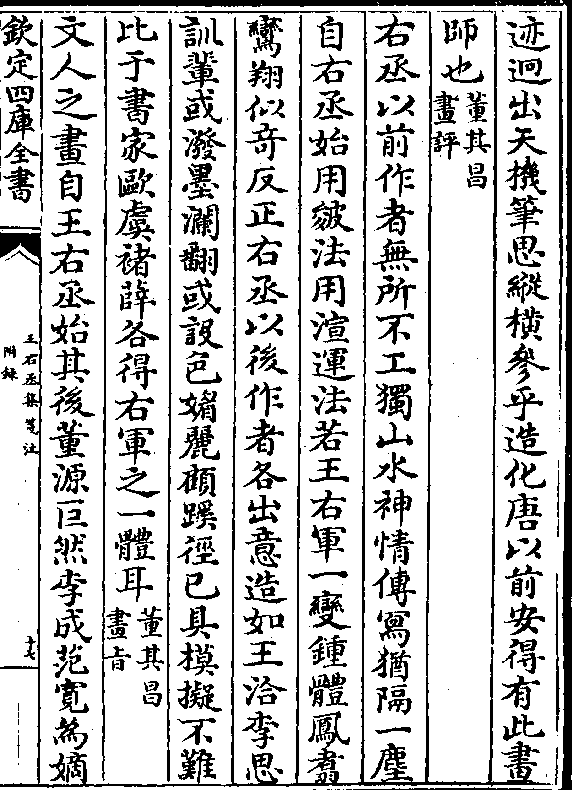 迹迥出天機筆思縱橫參乎造化唐以前安得有此畫
師也董其昌畫評
右丞以前作者無所不工獨山水神情傳寫猶隔一塵
自右丞始用皴法用渲運法若王右軍一變鍾體鳳翥
鸞翔似奇反正右丞以後作者各出意造如王洽李思
訓輩或潑墨瀾翻或設色媚麗顧蹊徑已具模擬不難
比于書家歐虞褚薛各得右軍之一體耳董其昌畫旨
文人之畫自王右丞始其後董源巨然李成范寬為嫡
欽定四庫全書
王右丞集箋注
附錄
十七